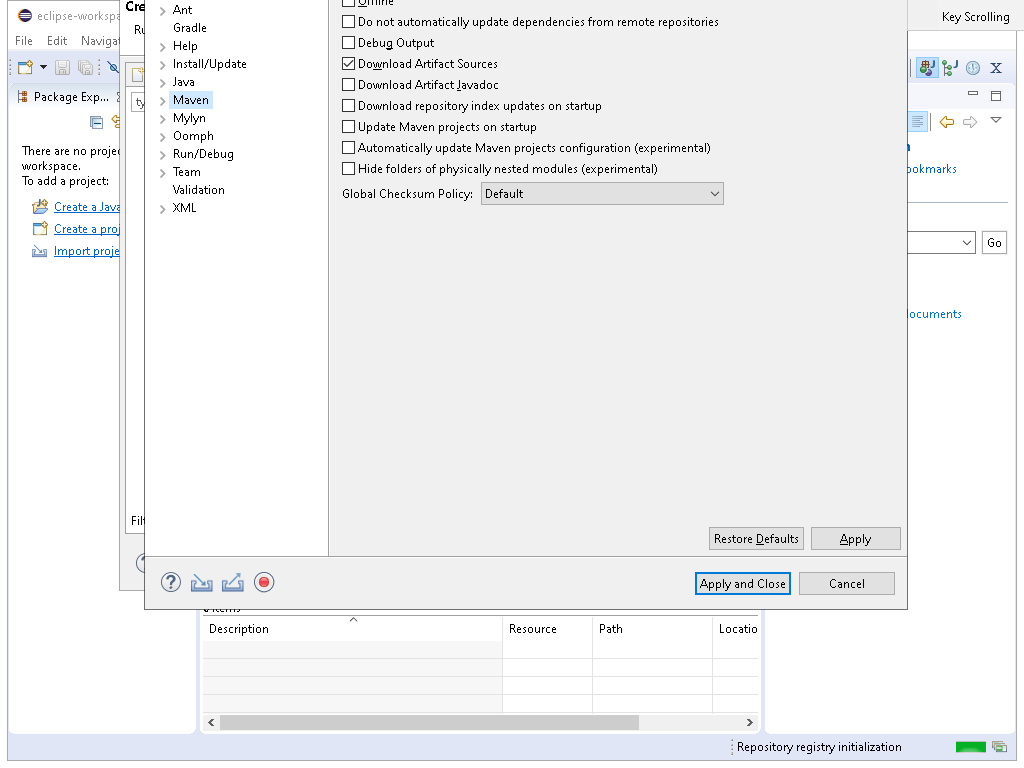 eclipse-workspa
Cre
Key Scrolling
File Edit Navigat
Ru
Package Exp...
ty
There are no projec
workspace.
To add a project:
Create a Java
Create a proj
Import proje
Filt
Ant
Gradle
Help
Install/Update
Java
Maven
Mylyn
Oomph
Run/Debug
Team
Validation
XML
Offline
Do not automatically update dependencies from remote repositories
Debug Output
Download Artifact Sources
Download Artifact Javadoc
Download repository index updates on startup
Update Maven projects on startup
Automatically update Maven projects configuration (experimental)
Hide folders of physically nested modules (experimental)
Global Checksum Policy: Default
Restore Defaults Apply
Apply and Close Cancel
ookmarks
Go
ocuments
0 items
Description Resource Path Locatio
Repository registry initialization